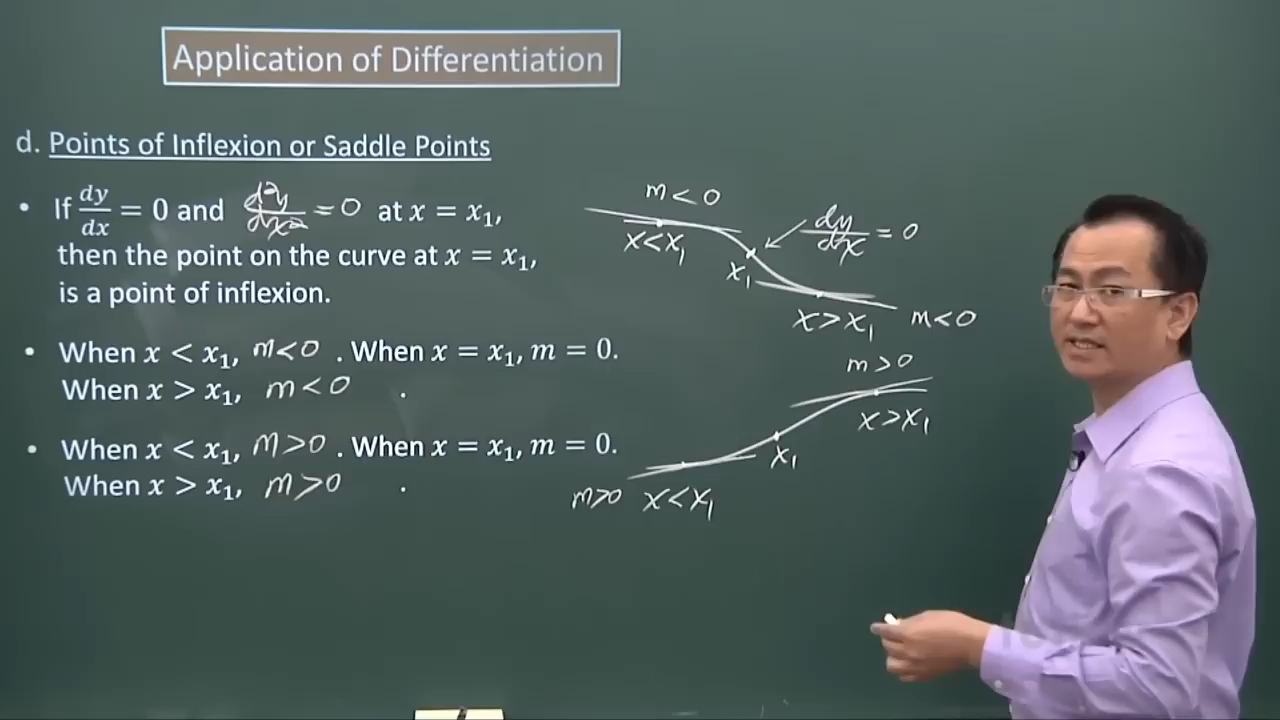 Application of Differentiation
d. Points of Inflexion or Saddle Points
• If dy/dx = 0 and d²y/dx² = 0 at x = x₁,
then the point on the curve at x = x₁,
is a point of inflexion.
• When x < x₁, m<0 . When x = x₁, m = 0.
When x > x₁, m<0 .
• When x < x₁, m>0 . When x = x₁, m = 0.
When x > x₁, m>0 .
m<0
x<x₁
dy/dx = 0
x₁
x>x₁ m<0
m>0
x>x₁
x₁
m>0 x<x₁